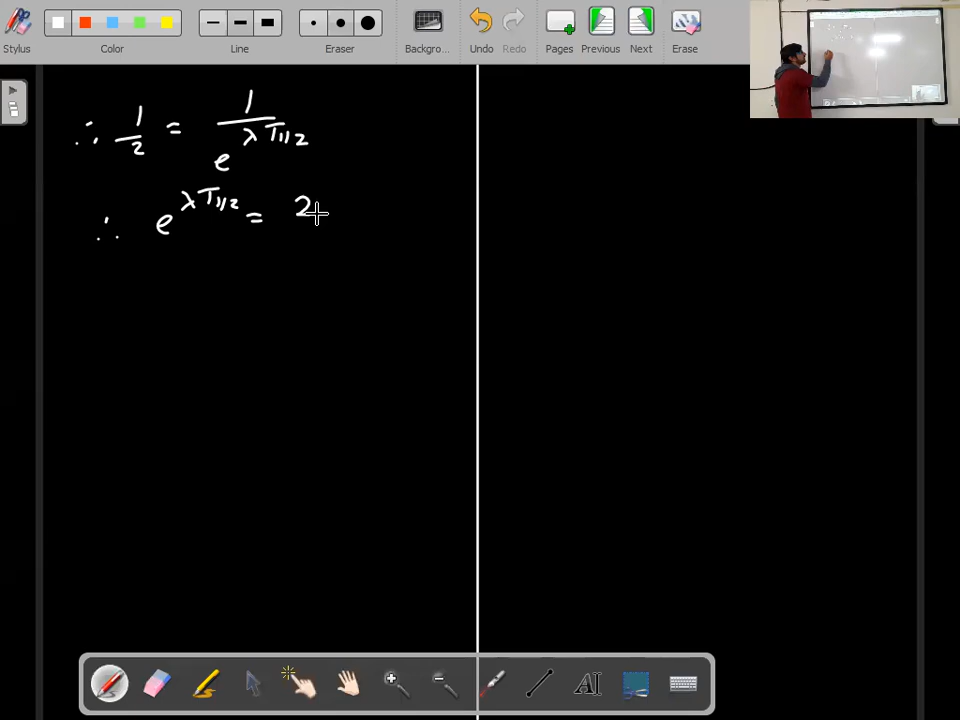 Stylus Color Line Eraser Backgro... Undo Redo Pages Previous Next Erase
∴ 1/2 = 1/e^{λT_{1/2}}
∴ e^{λT_{1/2}} = 2